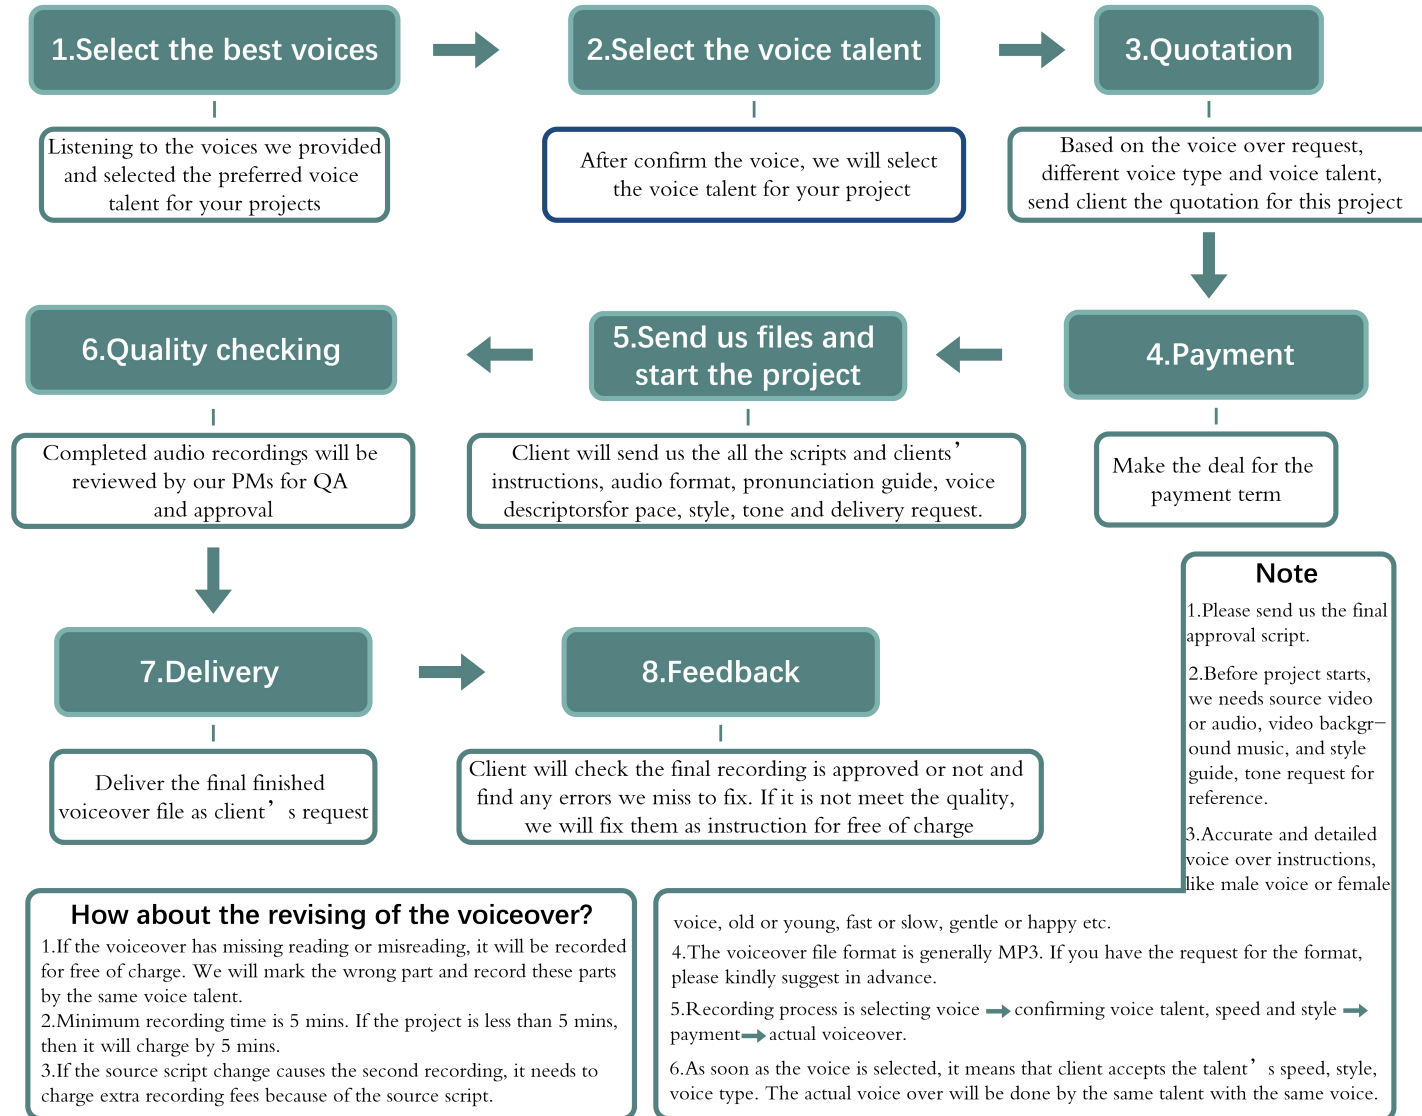 1.Select the best voices
2.Select the voice talent
3.Quotation
Listening to the voices we provided
and selected the preferred voice
talent for your projects
After confirm the voice, we will select
the voice talent for your project
Based on the voice over request,
different voice type and voice talent,
send client the quotation for this project
6.Quality checking
5.Send us files and
start the project
4.Payment
Completed audio recordings will be
reviewed by our PMs for QA
and approval
Client will send us the all the scripts and clients’
instructions, audio format, pronunciation guide, voice
descriptorsfor pace, style, tone and delivery request.
Make the deal for the
payment term
7.Delivery
8.Feedback
Deliver the final finished
voiceover file as client’s request
Client will check the final recording is approved or not and
find any errors we miss to fix. If it is not meet the quality,
we will fix them as instruction for free of charge
How about the revising of the voiceover?
1.If the voiceover has missing reading or misreading, it will be recorded
for free of charge. We will mark the wrong part and record these parts
by the same voice talent.
2.Minimum recording time is 5 mins. If the project is less than 5 mins,
then it will charge by 5 mins.
3.If the source script change causes the second recording, it needs to
charge extra recording fees because of the source script.
Note
1.Please send us the final
approval script.
2.Before project starts,
we needs source video
or audio, video backgr-
ound music, and style
guide, tone request for
reference.
3.Accurate and detailed
voice over instructions,
like male voice or female
voice, old or young, fast or slow, gentle or happy etc.
4.The voiceover file format is generally MP3. If you have the request for the format,
please kindly suggest in advance.
5.Recording process is selecting voice → confirming voice talent, speed and style →
payment → actual voiceover.
6.As soon as the voice is selected, it means that client accepts the talent’s speed, style,
voice type. The actual voice over will be done by the same talent with the same voice.